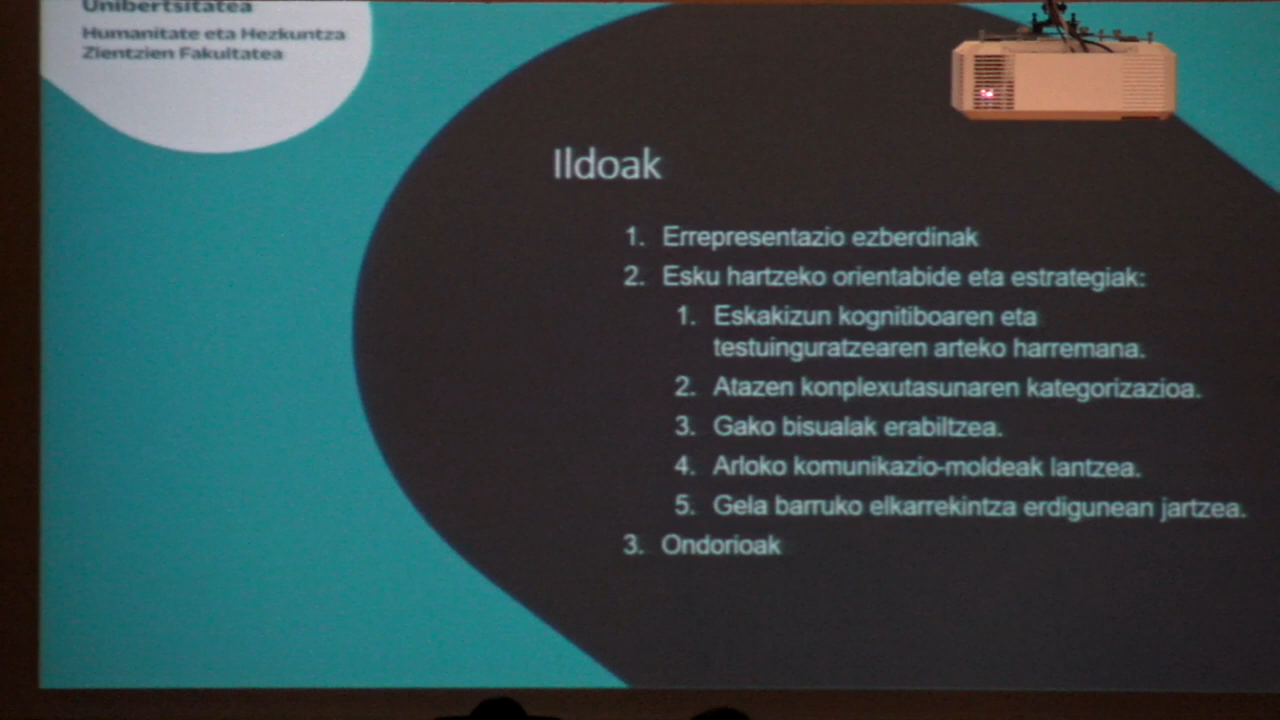 Unibertsitatea
Humanitate eta Hezkuntza
Zientzien Fakultatea
Ildoak
1. Errepresentazio ezberdinak
2. Esku hartzeko orientabide eta estrategiak:
1. Eskakizun kognitiboaren eta
testuinguratzearen arteko harremana.
2. Atazen konplexutasunaren kategorizazioa.
3. Gako bisualak erabiltzea.
4. Arloko komunikazio-moldeak lantzea.
5. Gela barruko elkarrekintza erdigunean jartzea.
3. Ondorioak